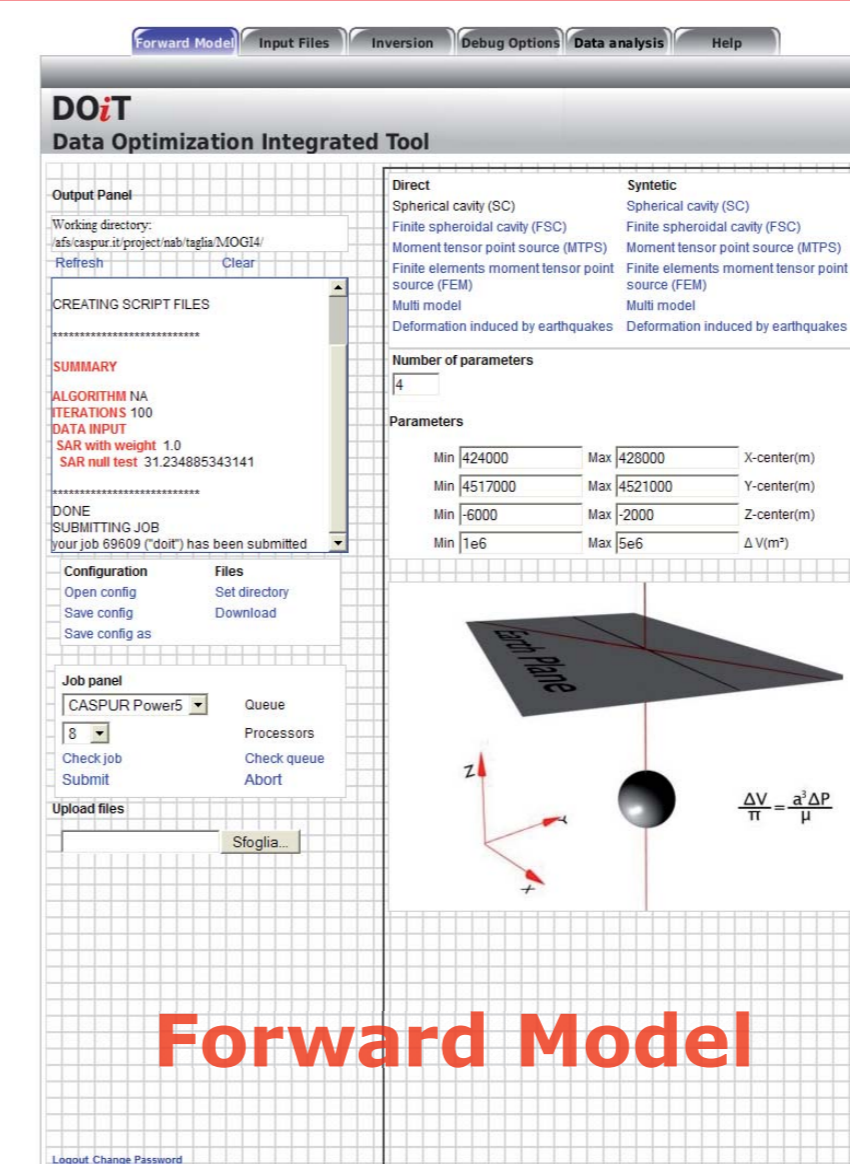 Forward Model Input Files Inversion Debug Options Data analysis Help
DOiT
Data Optimization Integrated Tool
Output Panel
Working directory:
/afs/caspur.it/project/nab/taglia/MOGI4/
Refresh Clear
CREATING SCRIPT FILES
***************************
SUMMARY
ALGORITHM NA
ITERATIONS 100
DATA INPUT
SAR with weight 1.0
SAR null test 31.234885343141
***************************
DONE
SUBMITTING JOB
your job 69609 ("doit") has been submitted
Configuration Files
Open config Set directory
Save config Download
Save config as
Job panel
CASPUR Power5 Queue
8 Processors
Check job Check queue
Submit Abort
Upload files
Sfoglia...
Logout Change Password
Direct
Spherical cavity (SC)
Finite spheroidal cavity (FSC)
Moment tensor point source (MTPS)
Finite elements moment tensor point
source (FEM)
Multi model
Deformation induced by earthquakes
Syntetic
Spherical cavity (SC)
Finite spheroidal cavity (FSC)
Moment tensor point source (MTPS)
Finite elements moment tensor point
source (FEM)
Multi model
Deformation induced by earthquakes
Number of parameters
4
Parameters
Min 424000 Max 428000 X-center(m)
Min 4517000 Max 4521000 Y-center(m)
Min -6000 Max -2000 Z-center(m)
Min 1e6 Max 5e6 Δ V(m³)
Earth Plane
Z
Y
X
ΔV/π = a³ΔP/μ
Forward Model